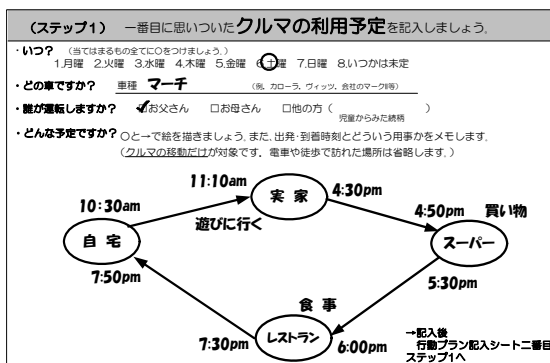 (ステップ1) 一番目に思いついたクルマの利用予定を記入しましょう。
・いつ? (当てはまるもの全てに○をつけましょう。)
1.月曜 2.火曜 3.水曜 4.木曜 5.金曜 6.土曜 7.日曜 8.いつかは未定
・どの車ですか? 車種 マーチ (例、カローラ、ヴィッツ、会社のマークⅡ等)
・誰が運転しますか? □お父さん □お母さん □他の方( )
児童からみた続柄
・どんな予定ですか? ○と→で絵を描きましょう。また、出発・到着時刻とどういう用事かをメモします。
(クルマの移動だけが対象です。電車や徒歩で訪れた場所は省略します。)
11:10am
実家
4:30pm
10:30am
遊びに行く
4:50pm 買い物
自宅
スーパー
7:50pm
5:30pm
食事
7:30pm
レストラン
6:00pm
→記入後
行動プラン記入シート二番目
ステップ1へ